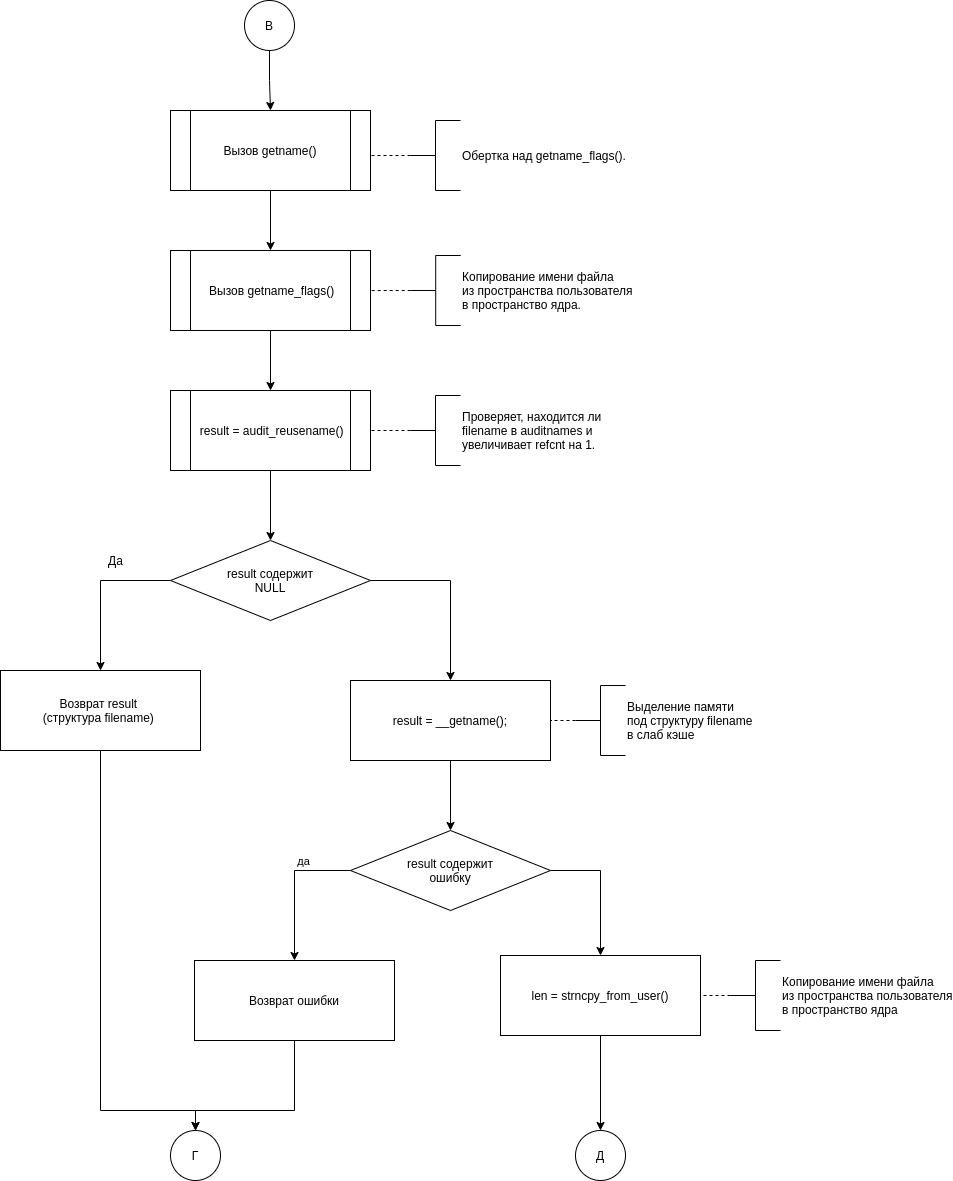 В
Вызов getname()
Обертка над getname_flags().
Вызов getname_flags()
Копирование имени файла
из пространства пользователя
в пространство ядра.
result = audit_reusename()
Проверяет, находится ли
filename в auditnames и
увеличивает refcnt на 1.
Да
result содержит
NULL
Возврат result
(структура filename)
result = __getname();
Выделение памяти
под структуру filename
в слаб кэше
да
result содержит
ошибку
Возврат ошибки
len = strncpy_from_user()
Копирование имени файла
из пространства пользователя
в пространство ядра
Г
Д